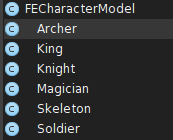 FECharacterModel
Archer
King
Knight
Magician
Skeleton
Soldier